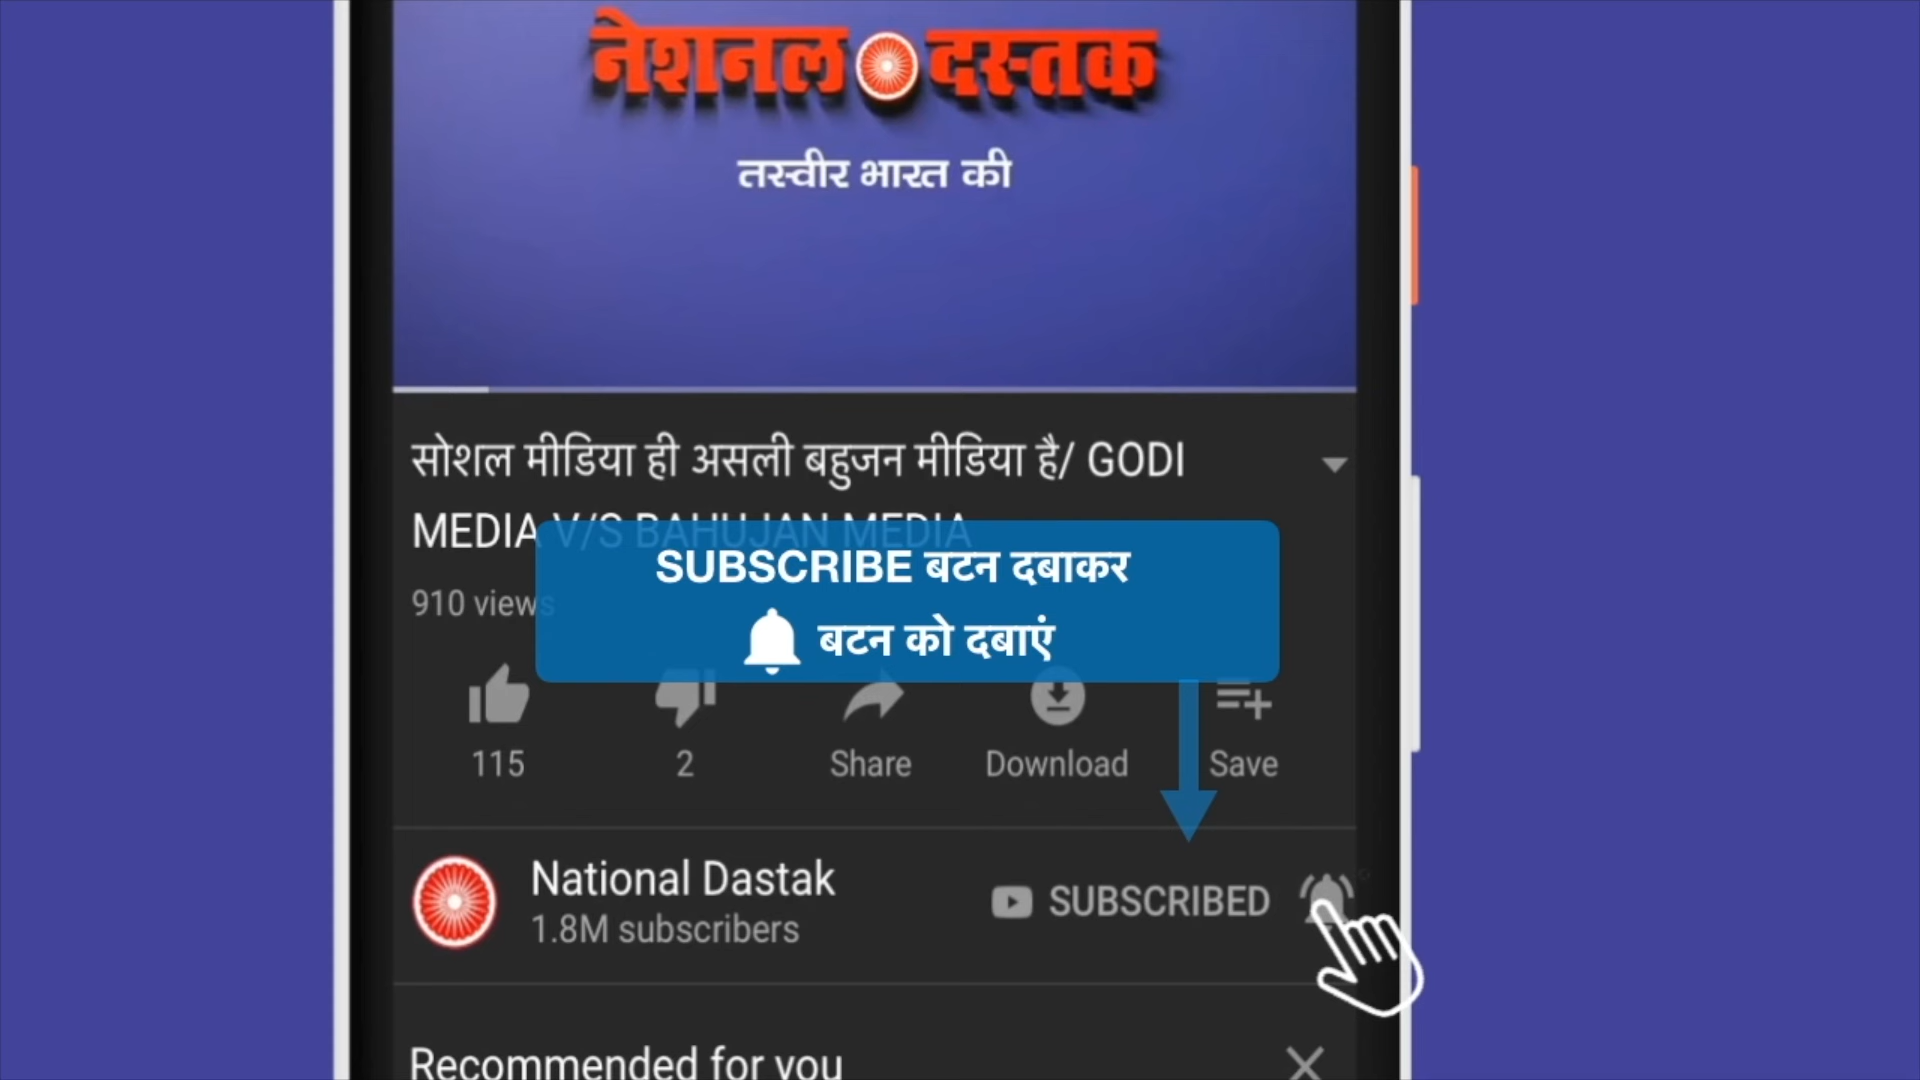 नेशनल दस्तक
तस्वीर भारत की
सोशल मीडिया ही असली बहुजन मीडिया है/ GODI
MEDIA V/S BAHUJAN MEDIA
910 views
SUBSCRIBE बटन दबाकर
बटन को दबाएं
115 2 Share Download Save
National Dastak
1.8M subscribers
SUBSCRIBED
Recommended for you